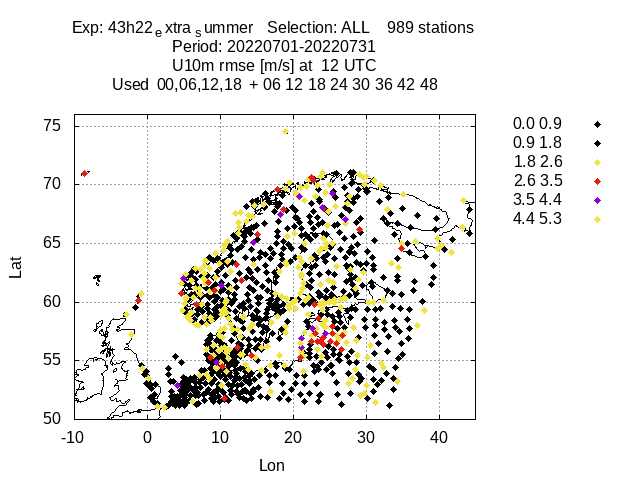 Exp: 43h22 e xtra s ummer Selection: ALL 989 stations
Period: 20220701-20220731
U10m rmse [m/s] at 12 UTC
Used 00,06,12,18 + 06 12 18 24 30 36 42 48
75
70
65
60
55
50
Lat
-10 0 10 20 30 40
Lon
0.0 0.9
0.9 1.8
1.8 2.6
2.6 3.5
3.5 4.4
4.4 5.3